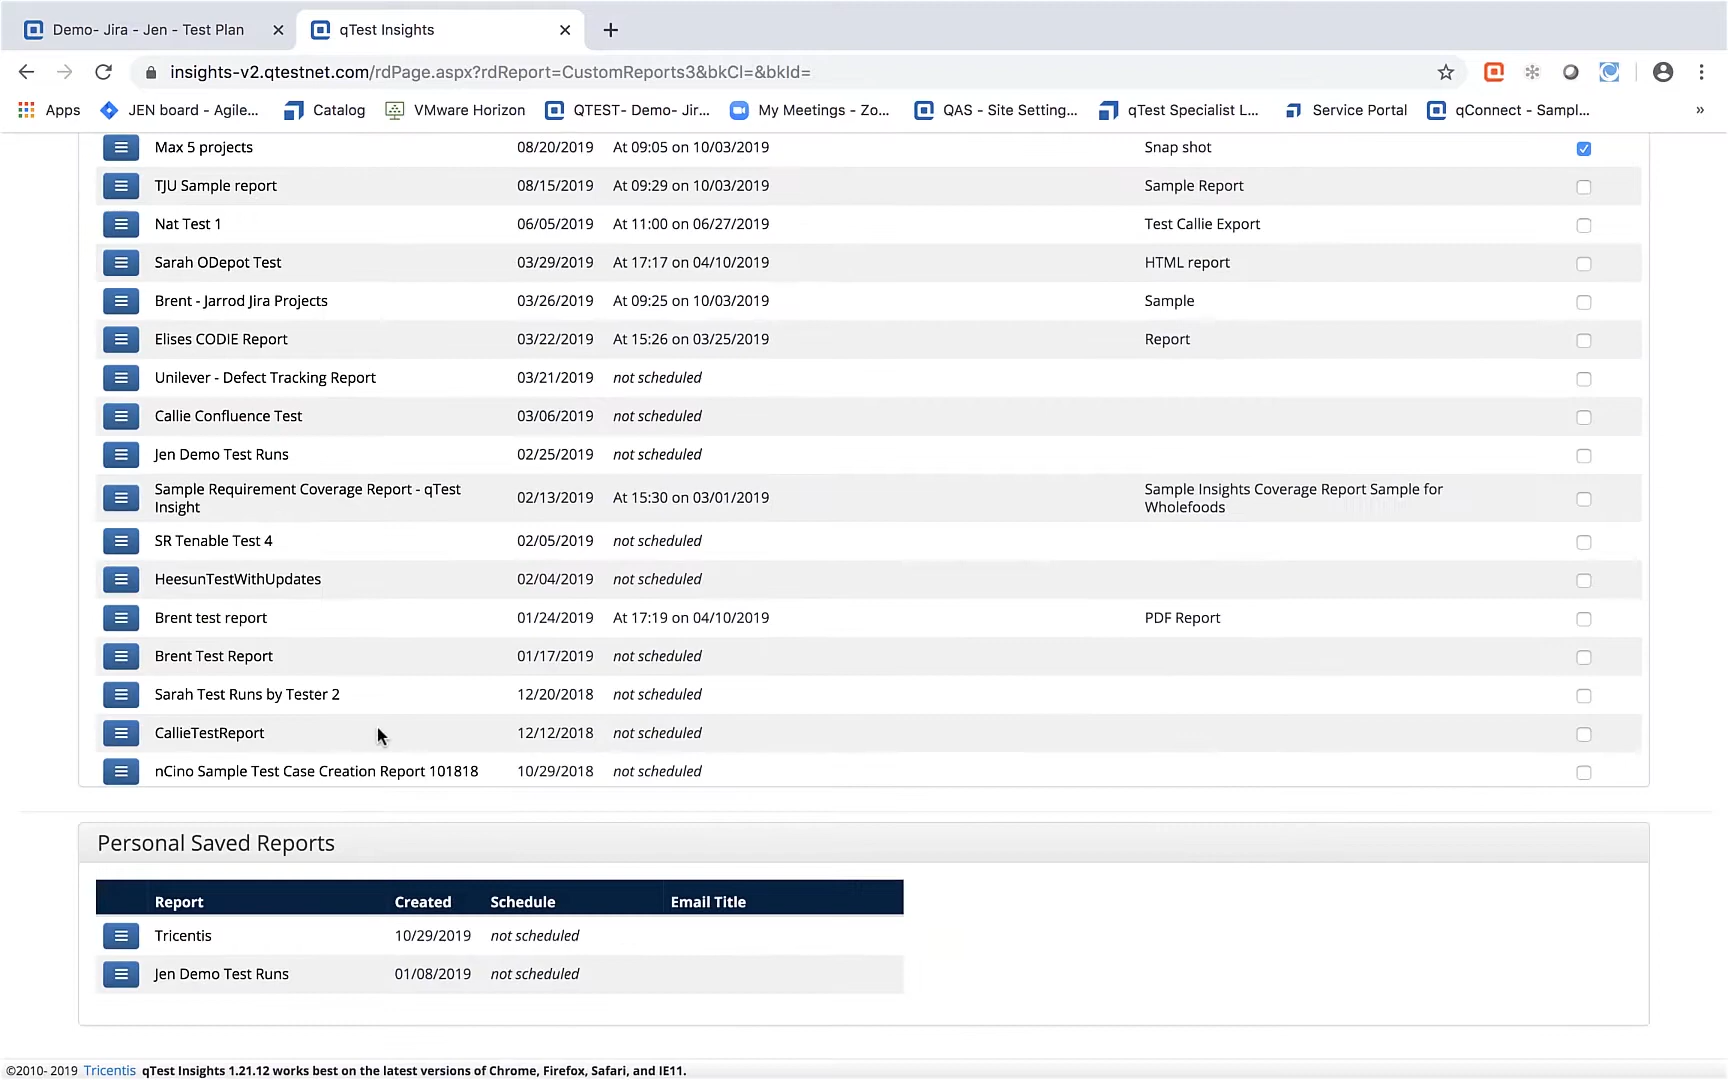 Demo- Jira - Jen - Test Plan
qTest Insights
insights-v2.qtestnet.com/rdPage.aspx?rdReport=CustomReports3&bkCl=&bkId=
Apps JEN board - Agile... Catalog VMware Horizon QTEST- Demo- Jir... My Meetings - Zo... QAS - Site Setting... qTest Specialist L... Service Portal qConnect - Sampl... »
Max 5 projects 08/20/2019 At 09:05 on 10/03/2019 Snap shot
TJU Sample report 08/15/2019 At 09:29 on 10/03/2019 Sample Report
Nat Test 1 06/05/2019 At 11:00 on 06/27/2019 Test Callie Export
Sarah ODepot Test 03/29/2019 At 17:17 on 04/10/2019 HTML report
Brent - Jarrod Jira Projects 03/26/2019 At 09:25 on 10/03/2019 Sample
Elises CODIE Report 03/22/2019 At 15:26 on 03/25/2019 Report
Unilever - Defect Tracking Report 03/21/2019 not scheduled
Callie Confluence Test 03/06/2019 not scheduled
Jen Demo Test Runs 02/25/2019 not scheduled
Sample Requirement Coverage Report - qTest
Insight
02/13/2019 At 15:30 on 03/01/2019
Sample Insights Coverage Report Sample for
Wholefoods
SR Tenable Test 4 02/05/2019 not scheduled
HeesunTestWithUpdates 02/04/2019 not scheduled
Brent test report 01/24/2019 At 17:19 on 04/10/2019 PDF Report
Brent Test Report 01/17/2019 not scheduled
Sarah Test Runs by Tester 2 12/20/2018 not scheduled
CallieTestReport 12/12/2018 not scheduled
nCino Sample Test Case Creation Report 101818 10/29/2018 not scheduled
Personal Saved Reports
Report Created Schedule Email Title
Tricentis 10/29/2019 not scheduled
Jen Demo Test Runs 01/08/2019 not scheduled
©2010- 2019 Tricentis qTest Insights 1.21.12 works best on the latest versions of Chrome, Firefox, Safari, and IE11.